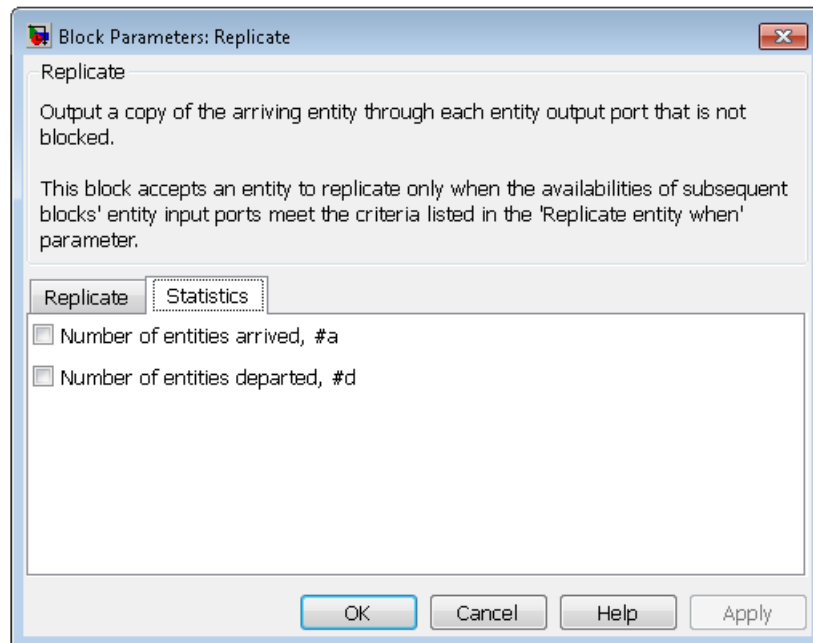 Block Parameters: Replicate
Replicate
Output a copy of the arriving entity through each entity output port that is not
blocked.
This block accepts an entity to replicate only when the availabilities of subsequent
blocks' entity input ports meet the criteria listed in the 'Replicate entity when'
parameter.
Replicate Statistics
Number of entities arrived, #a
Number of entities departed, #d
OK Cancel Help Apply